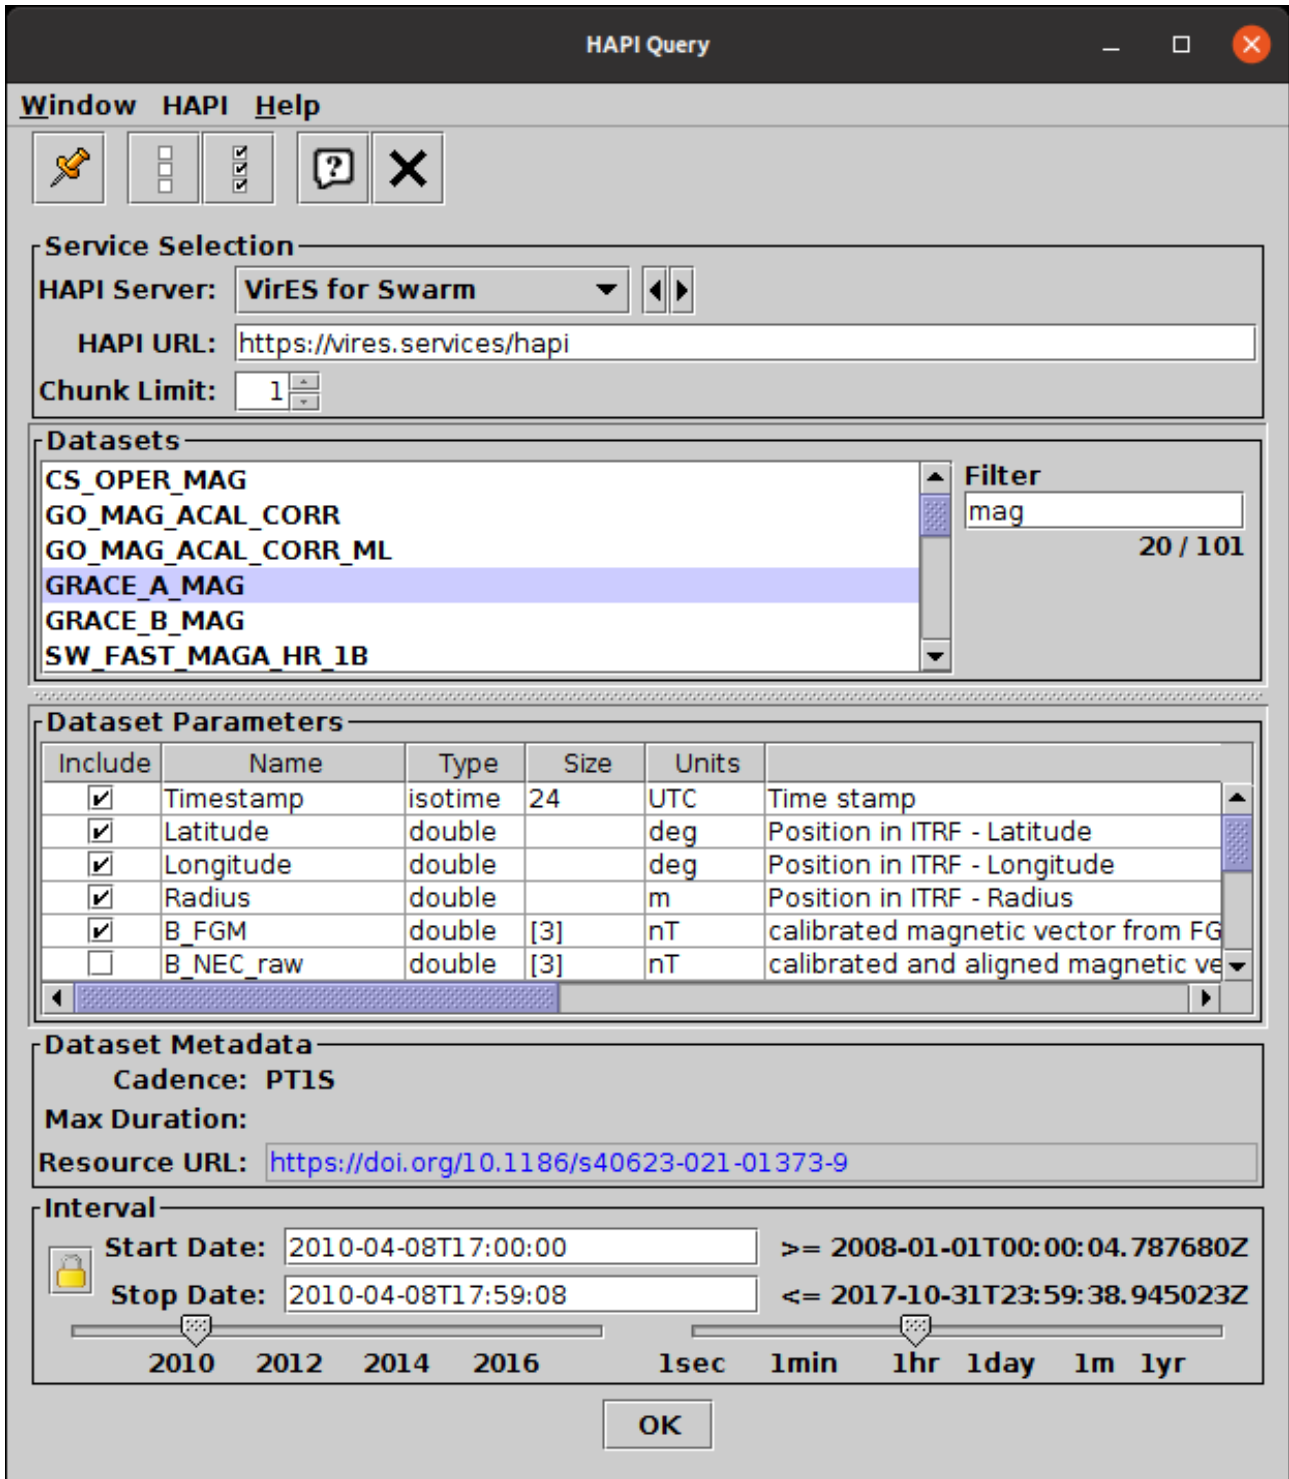 HAPI Query
Window HAPI Help
Service Selection
HAPI Server: VirES for Swarm
HAPI URL: https://vires.services/hapi
Chunk Limit: 1
Datasets
CS_OPER_MAG
GO_MAG_ACAL_CORR
GO_MAG_ACAL_CORR_ML
GRACE_A_MAG
GRACE_B_MAG
SW_FAST_MAGA_HR_1B
Filter
mag
20 / 101
Dataset Parameters
Include Name Type Size Units
Timestamp isotime 24 UTC Time stamp
Latitude double deg Position in ITRF - Latitude
Longitude double deg Position in ITRF - Longitude
Radius double m Position in ITRF - Radius
B_FGM double [3] nT calibrated magnetic vector from FG
B_NEC_raw double [3] nT calibrated and aligned magnetic ve
Dataset Metadata
Cadence: PT1S
Max Duration:
Resource URL: https://doi.org/10.1186/s40623-021-01373-9
Interval
Start Date: 2010-04-08T17:00:00 >= 2008-01-01T00:00:04.787680Z
Stop Date: 2010-04-08T17:59:08 <= 2017-10-31T23:59:38.945023Z
2010 2012 2014 2016 1sec 1min 1hr 1day 1m 1yr
OK